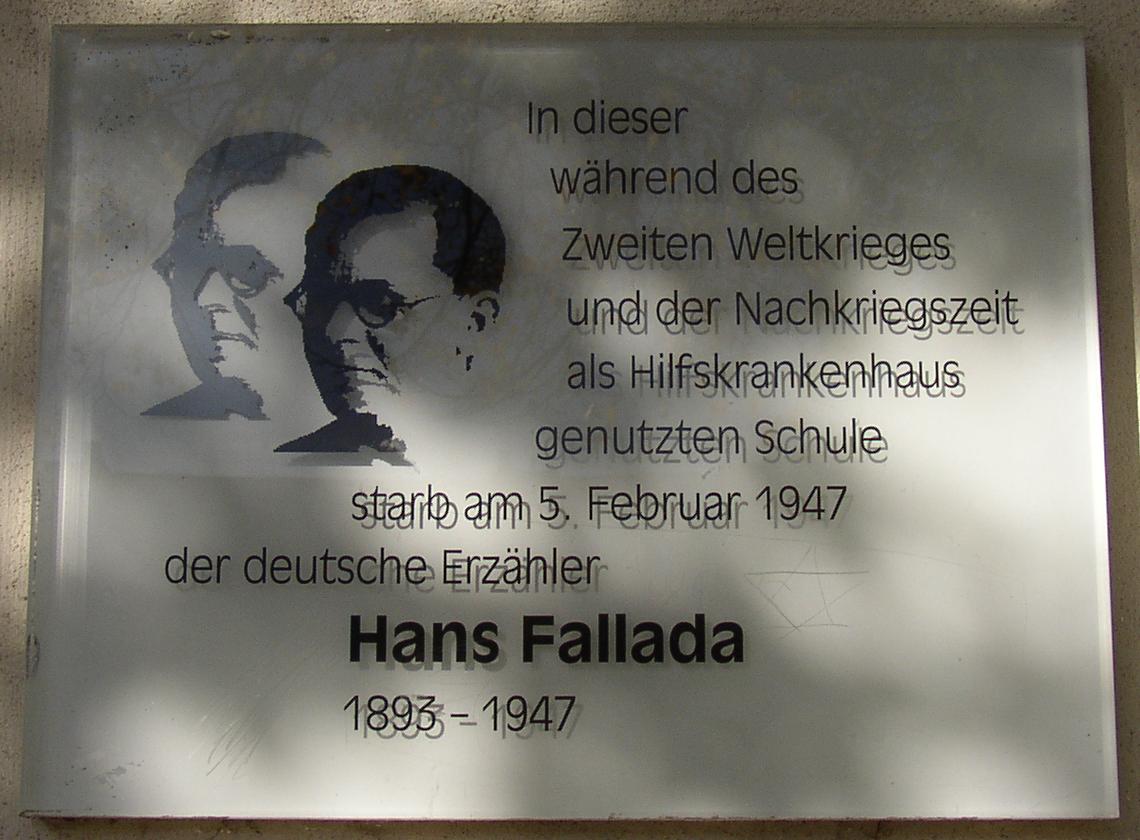 In dieser
während des
Zweiten Weltkrieges
und der Nachkriegszeit
als Hilfskrankenhaus
genutzten Schule
starb am 5. Februar 1947
der deutsche Erzähler
Hans Fallada
1893 – 1947